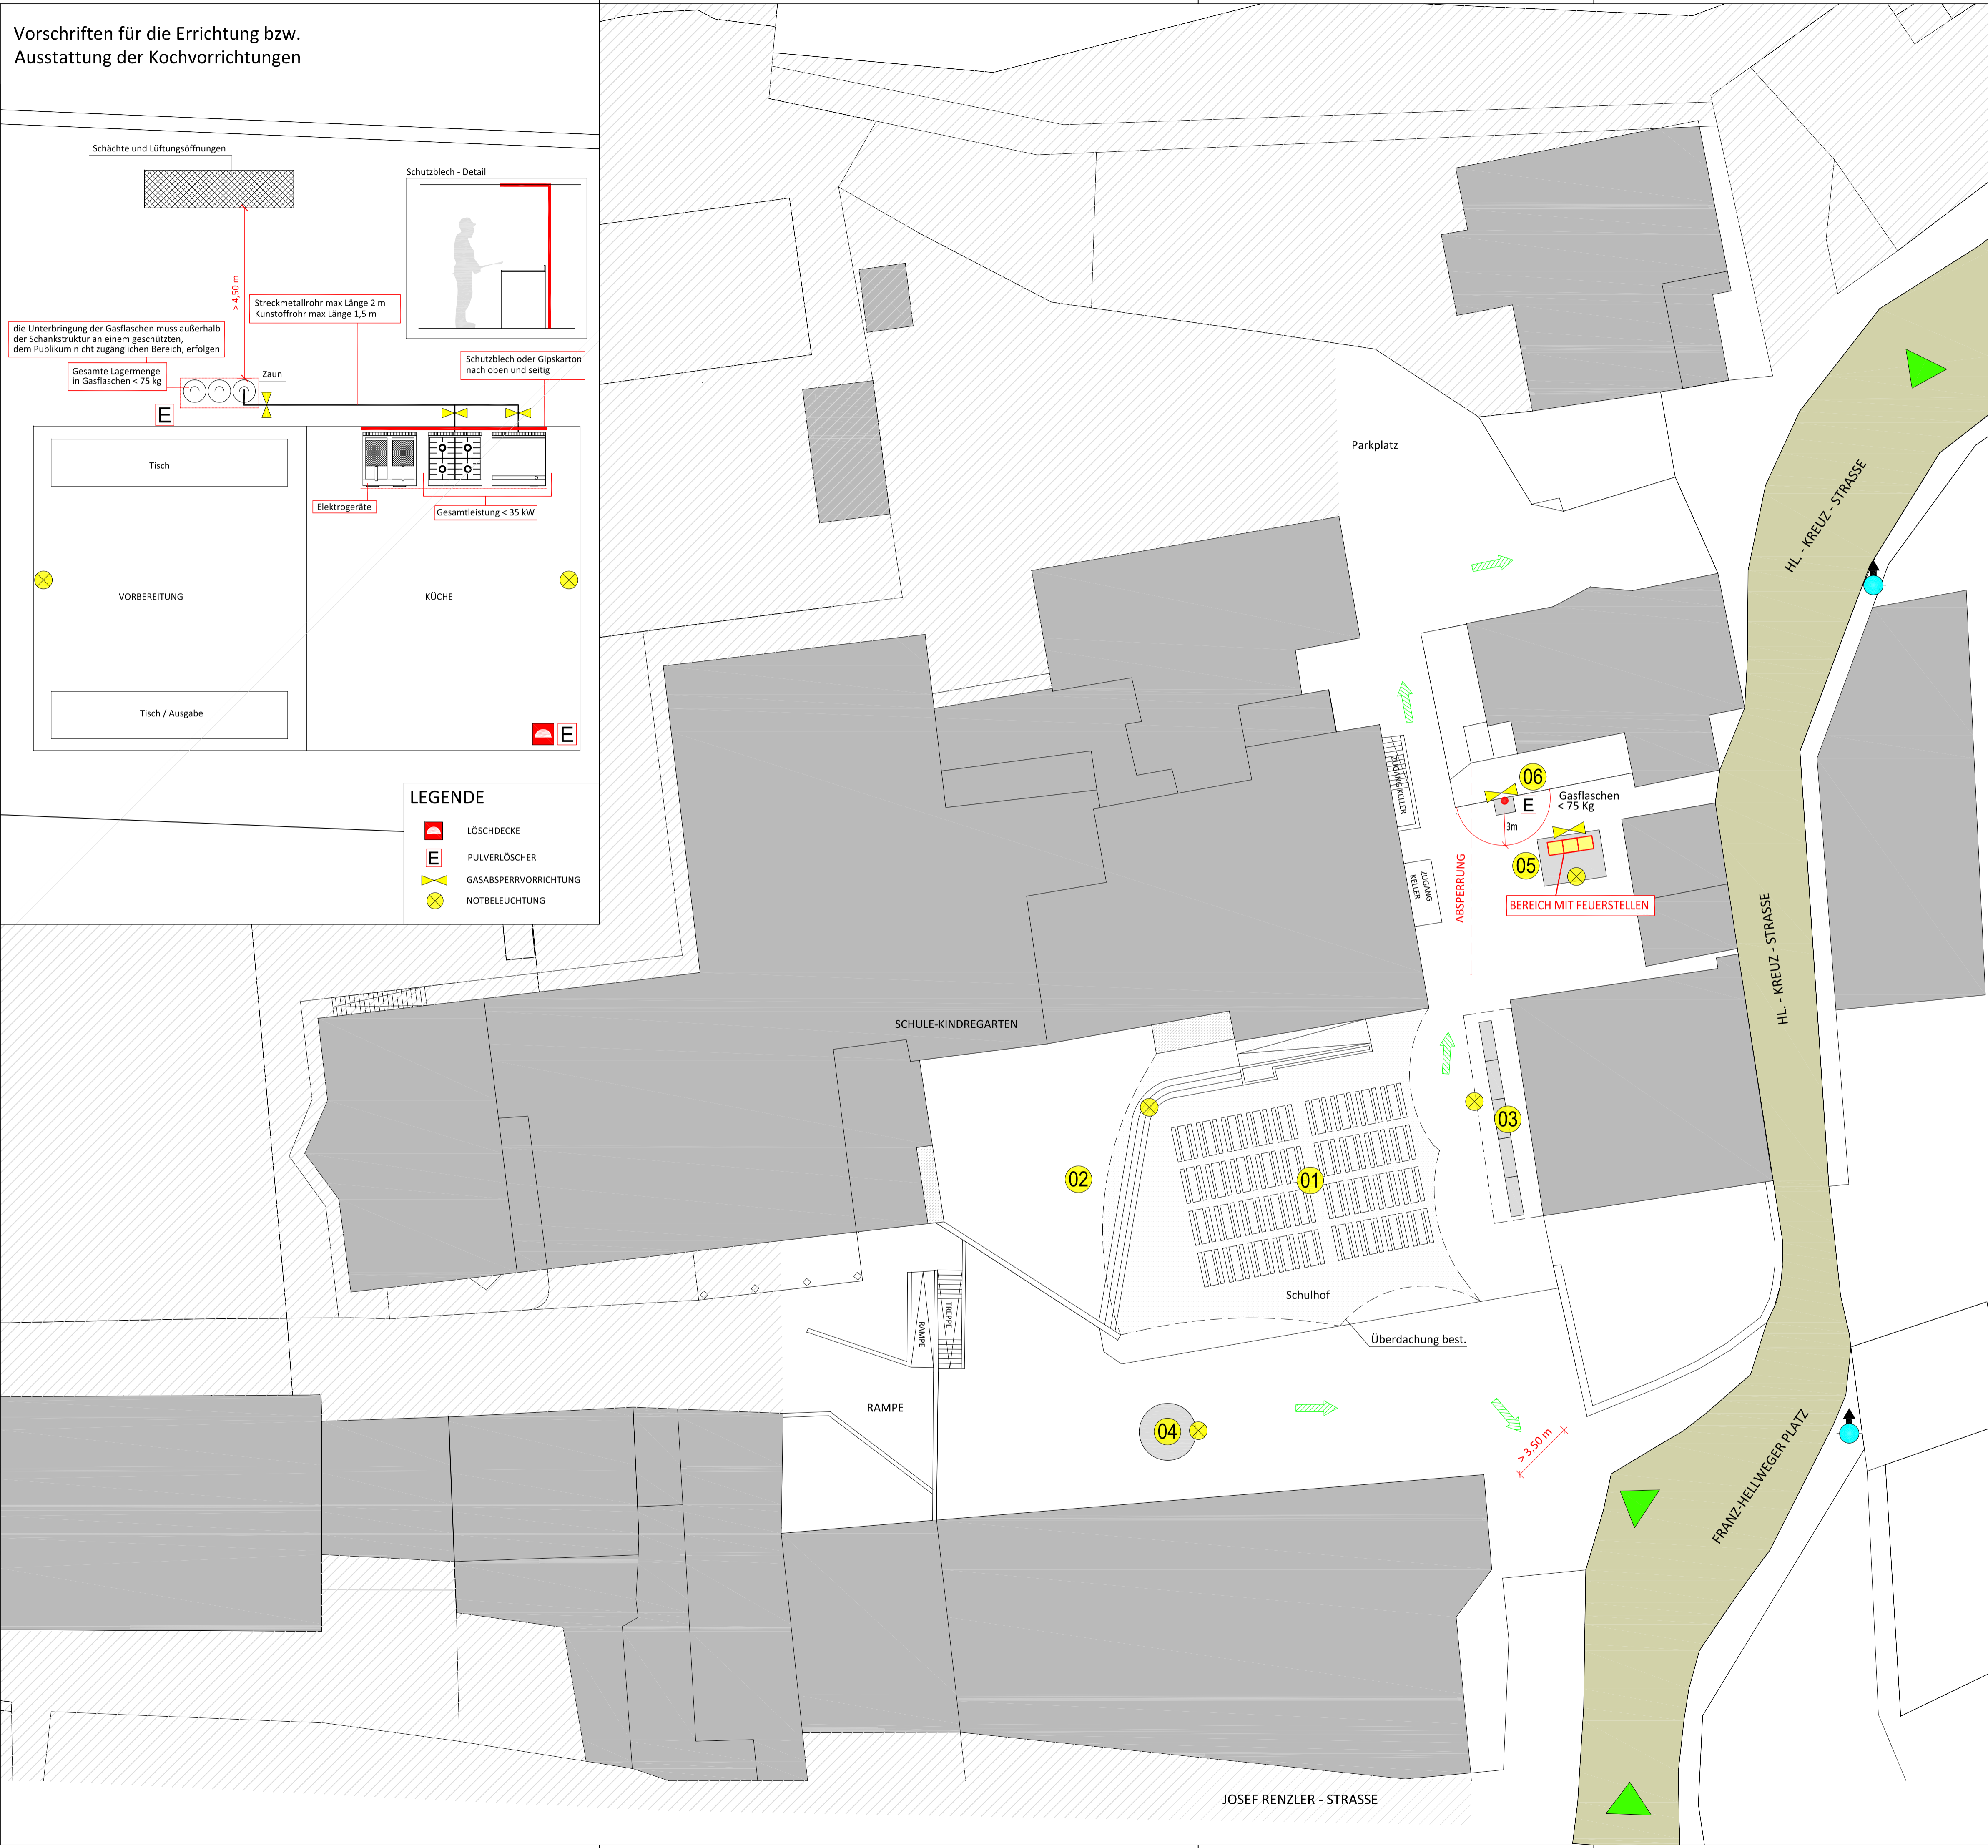 Vorschriften für die Errichtung bzw.
Ausstattung der Kochvorrichtungen
Schächte und Lüftungsöffnungen
Schutzblech - Detail
> 4,50 m
Streckmetallrohr max Länge 2 m
Kunstoffrohr max Länge 1,5 m
die Unterbringung der Gasflaschen muss außerhalb
der Schankstruktur an einem geschützten,
dem Publikum nicht zugänglichen Bereich, erfolgen
Gesamte Lagermenge
in Gasflaschen < 75 kg
Zaun
Schutzblech oder Gipskarton
nach oben und seitig
E
Tisch
Elektrogeräte
Gesamtleistung < 35 kW
VORBEREITUNG
KÜCHE
Tisch / Ausgabe
E
LEGENDE
LÖSCHDECKE
E
PULVERLÖSCHER
GASABSPERRVORRICHTUNG
NOTBELEUCHTUNG
Parkplatz
HL. - KREUZ - STRASSE
ZUGANG KELLER
06
E
Gasflaschen
< 75 Kg
3m
05
ZUGANG
KELLER
ABSPERRUNG
BEREICH MIT FEUERSTELLEN
HL. - KREUZ - STRASSE
SCHULE-KINDREGARTEN
03
02
01
Schulhof
Überdachung best.
TREPPE
RAMPE
RAMPE
04
> 3,50 m
FRANZ-HELLWEGER PLATZ
JOSEF RENZLER - STRASSE